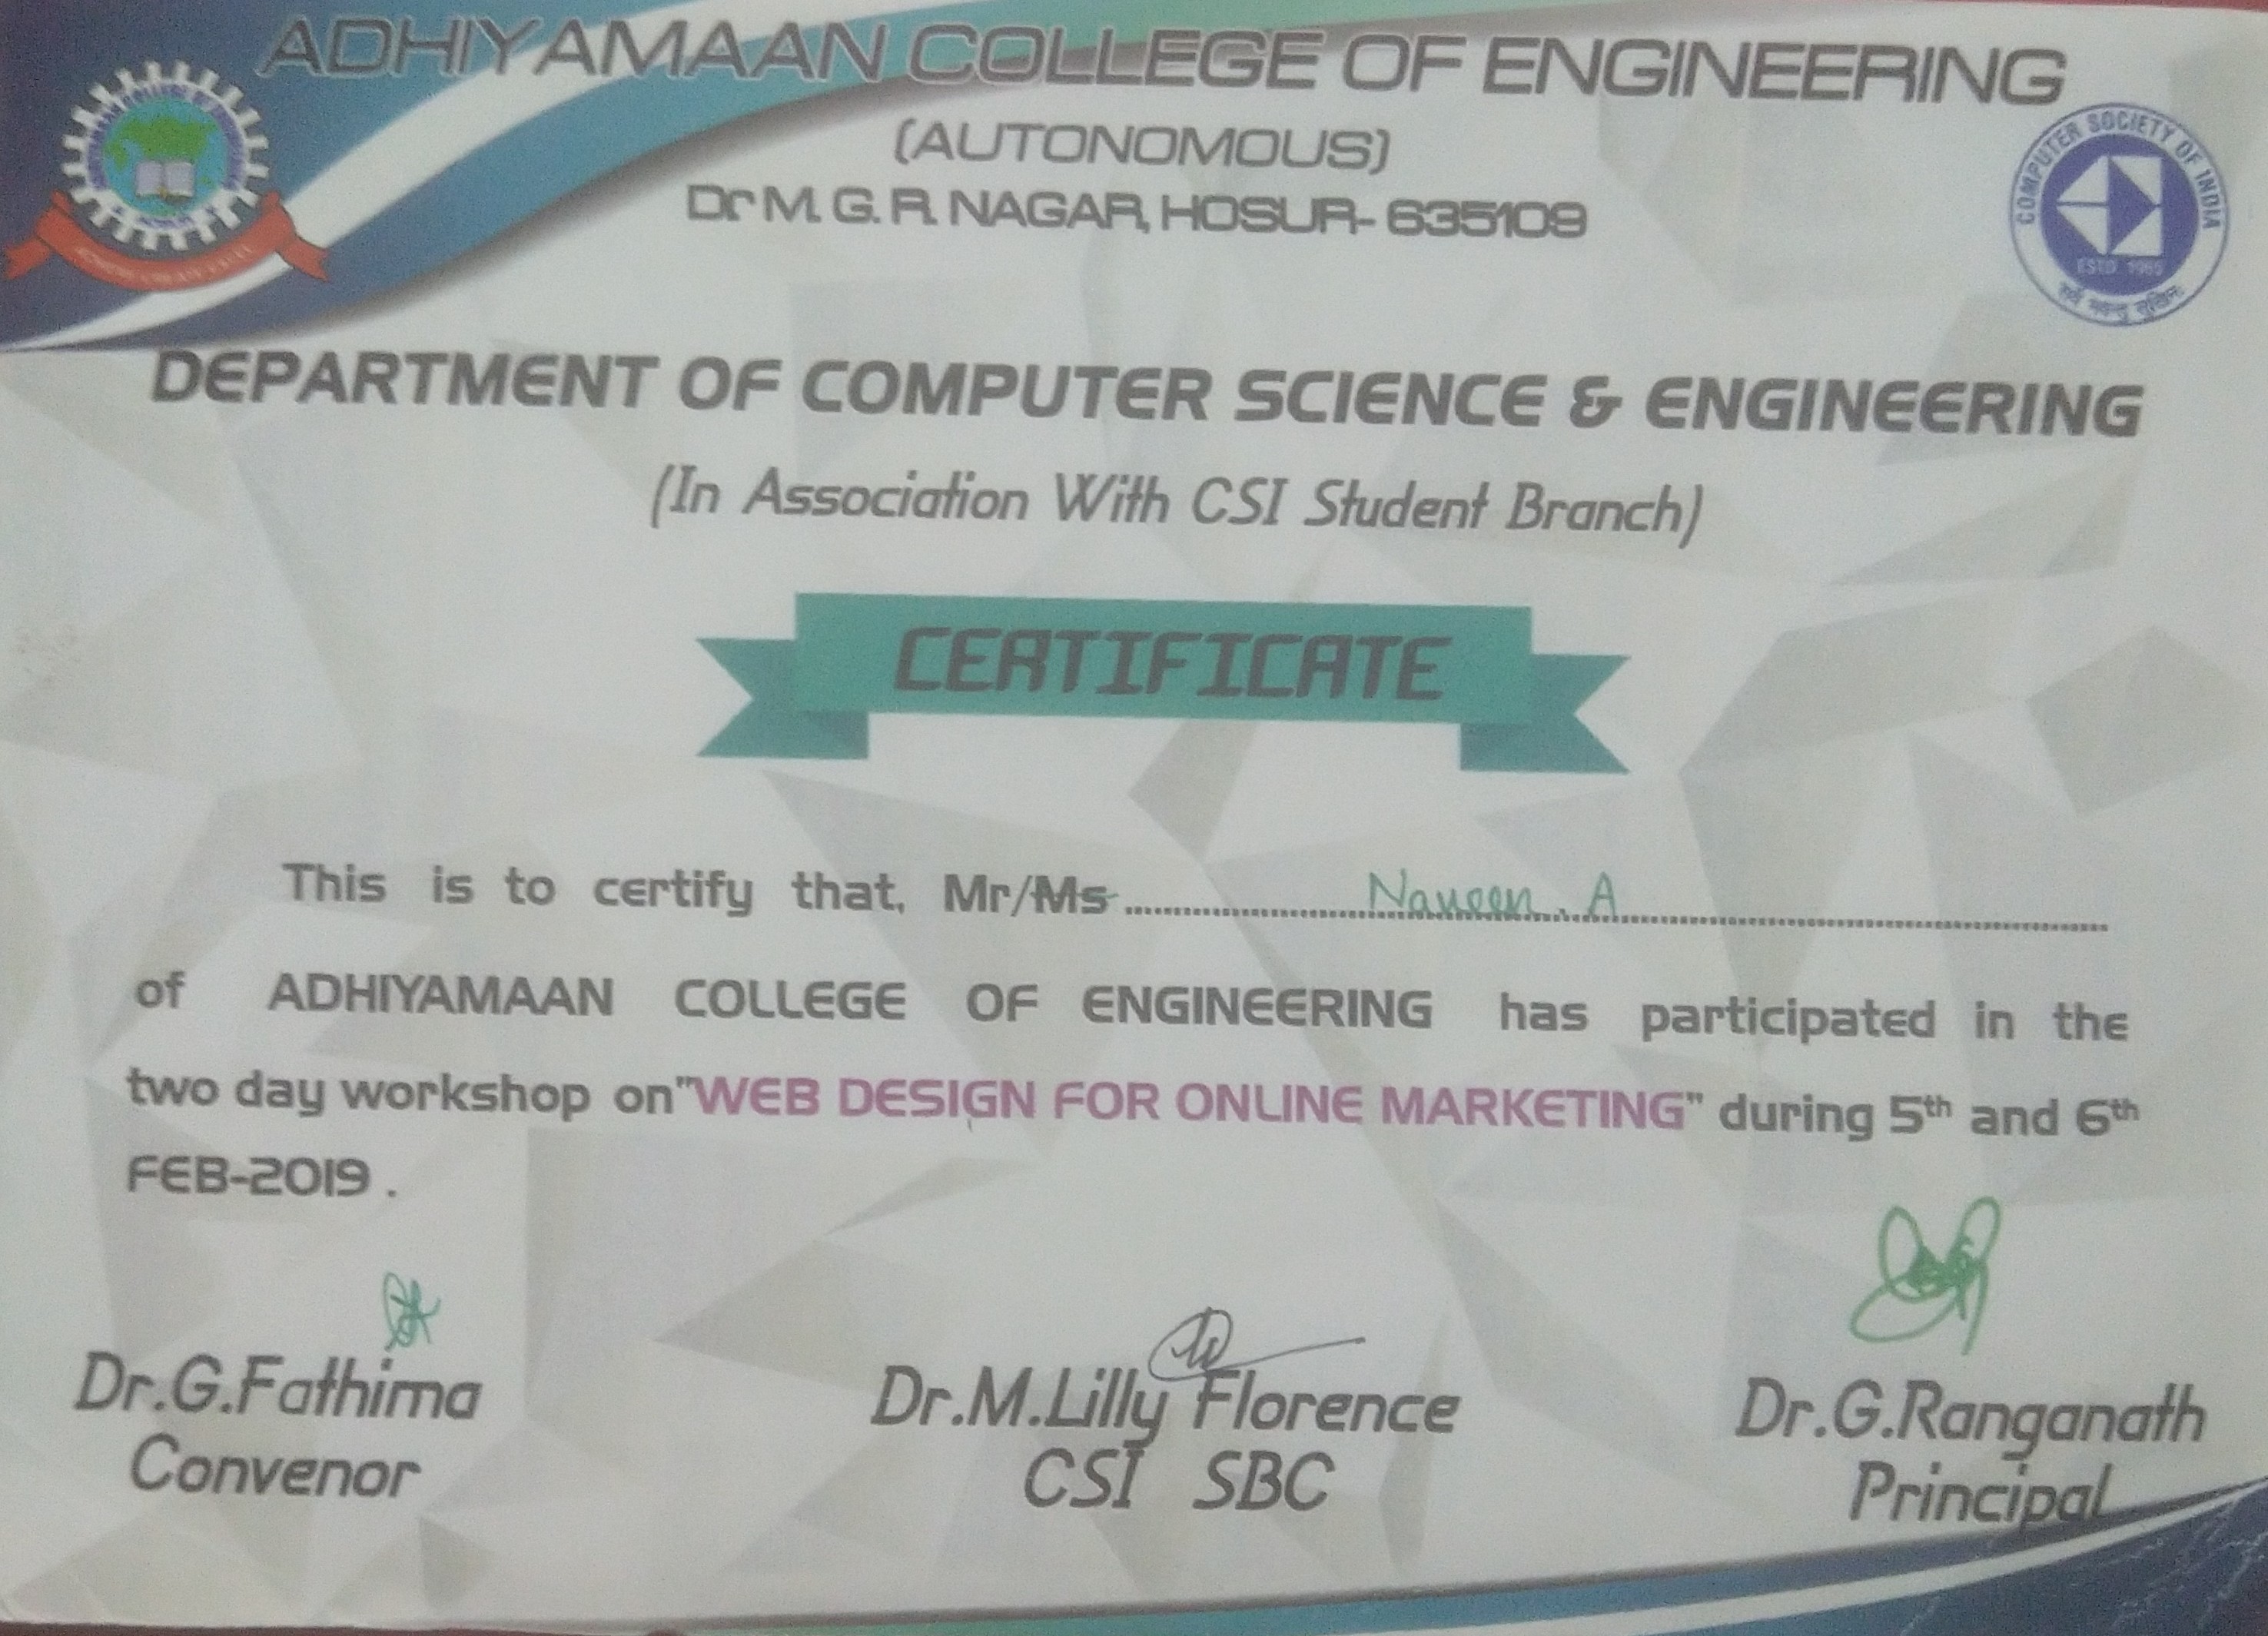 ADHIYAMAAN COLLEGE OF ENGINEERING
(AUTONOMOUS)
Dr M. G. R. NAGAR, HOSUR- 635109
COMPUTER SOCIETY OF INDIA
ESTD 1965
सर्वे भवन्तु सुखिनः
DEPARTMENT OF COMPUTER SCIENCE & ENGINEERING
(In Association With CSI Student Branch)
CERTIFICATE
This is to certify that, Mr/Ms Naveen. A
of ADHIYAMAAN COLLEGE OF ENGINEERING has participated in the
two day workshop on "WEB DESIGN FOR ONLINE MARKETING" during 5th and 6th
FEB-2019 .
Dr.G.Fathima Dr.M.Lilly Florence Dr.G.Ranganath
Convenor CSI SBC Principal